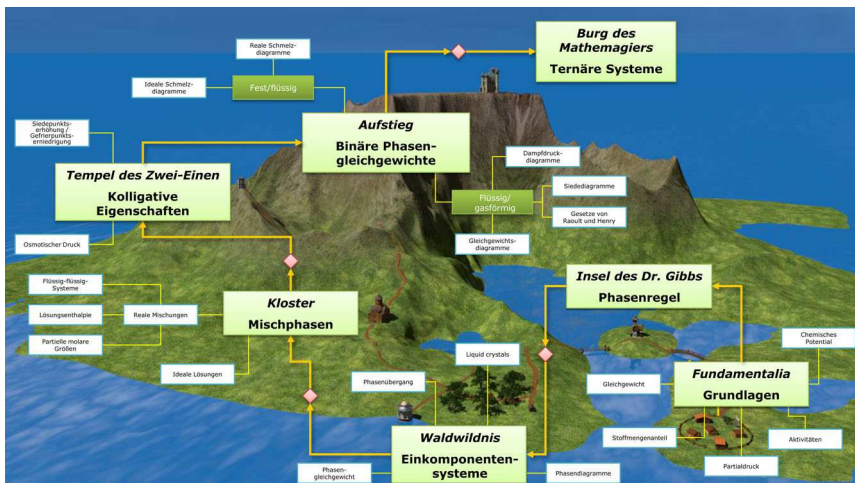 Burg des
Mathemagiers
Ternäre Systeme
Reale Schmelz-
diagramme
Ideale Schmelz-
diagramme
Fest/flüssig
Aufstieg
Binäre Phasen-
gleichgewichte
Dampfdruck-
diagramme
Flüssig/
gasförmig
Siedediagramme
Gesetze von
Raoult und Henry
Gleichgewichts-
diagramme
Siedepunkts-
erhöhung /
Gefrierpunkts-
erniedrigung
Tempel des Zwei-Einen
Kolligative
Eigenschaften
Osmotischer Druck
Flüssig-flüssig-
Systeme
Lösungsenthalpie
Partielle molare
Größen
Reale Mischungen
Ideale Lösungen
Kloster
Mischphasen
Insel des Dr. Gibbs
Phasenregel
Chemisches
Potential
Gleichgewicht
Fundamentalia
Grundlagen
Stoffmengenanteil
Aktivitäten
Partialdruck
Liquid crystals
Phasenübergang
Waldwildnis
Einkomponenten-
systeme
Phasen-
gleichgewicht
Phasendiagramme